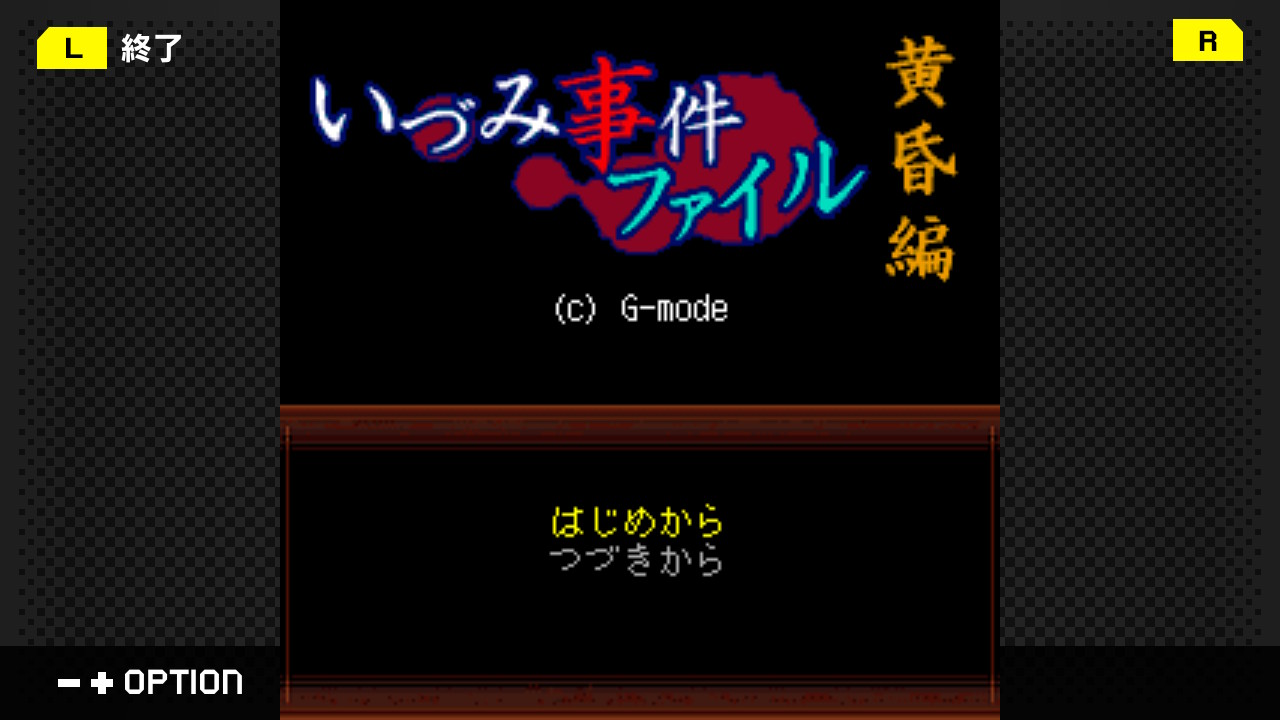 L 終了
R
いづみ事件
ファイル
黄昏編
(c) G-mode
はじめから
つづきから
OPTION